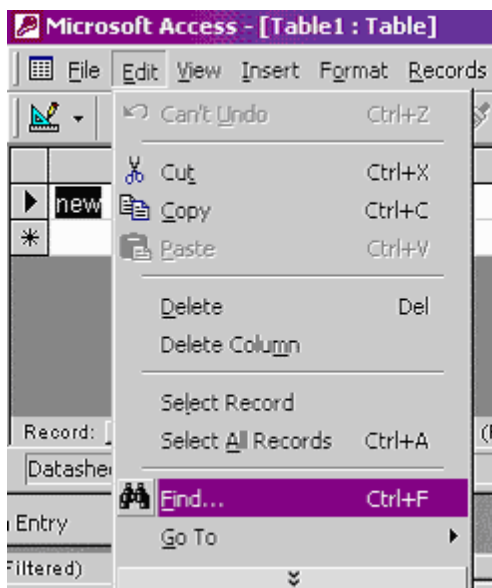 Microsoft Access - [Table1 : Table]
File Edit View Insert Format Records
Can't Undo Ctrl+Z
Cut Ctrl+X
new Copy Ctrl+C
Paste Ctrl+V
Delete Del
Delete Column
Select Record
Record: Select All Records Ctrl+A
Datashe
Find... Ctrl+F
Entry
Go To
Filtered)